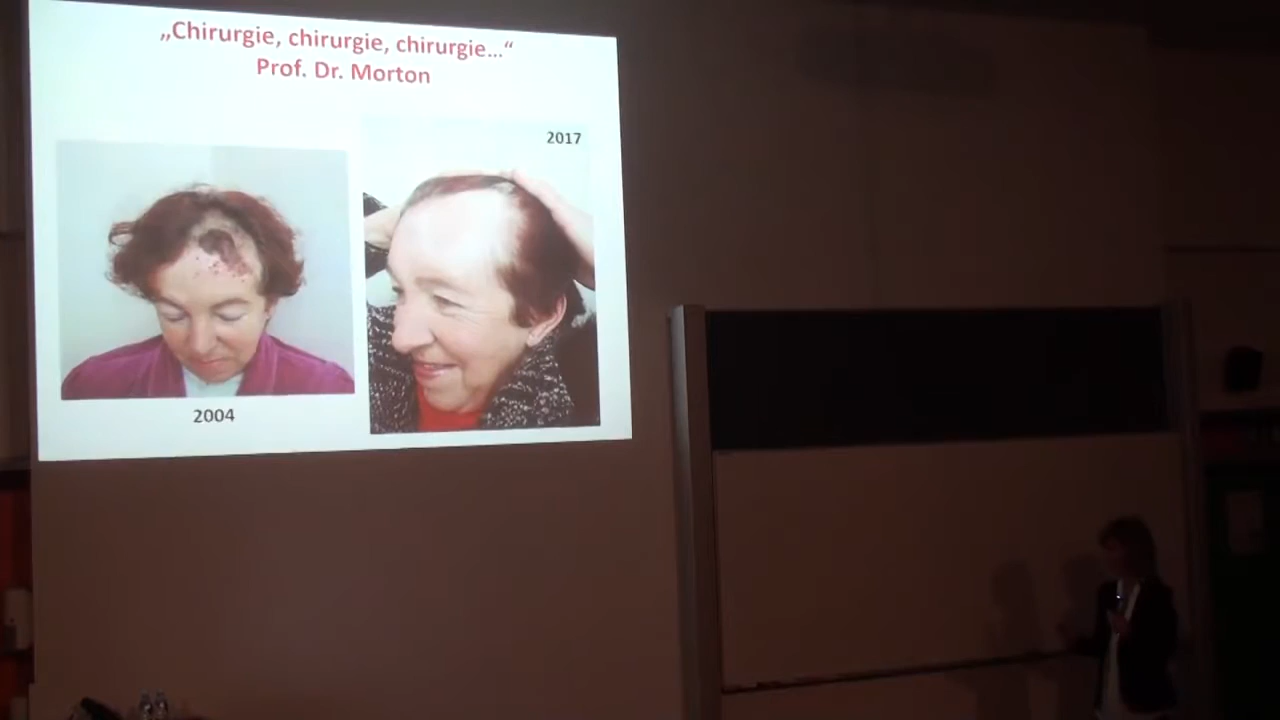 „Chirurgie, chirurgie, chirurgie...“
Prof. Dr. Morton
2017
2004